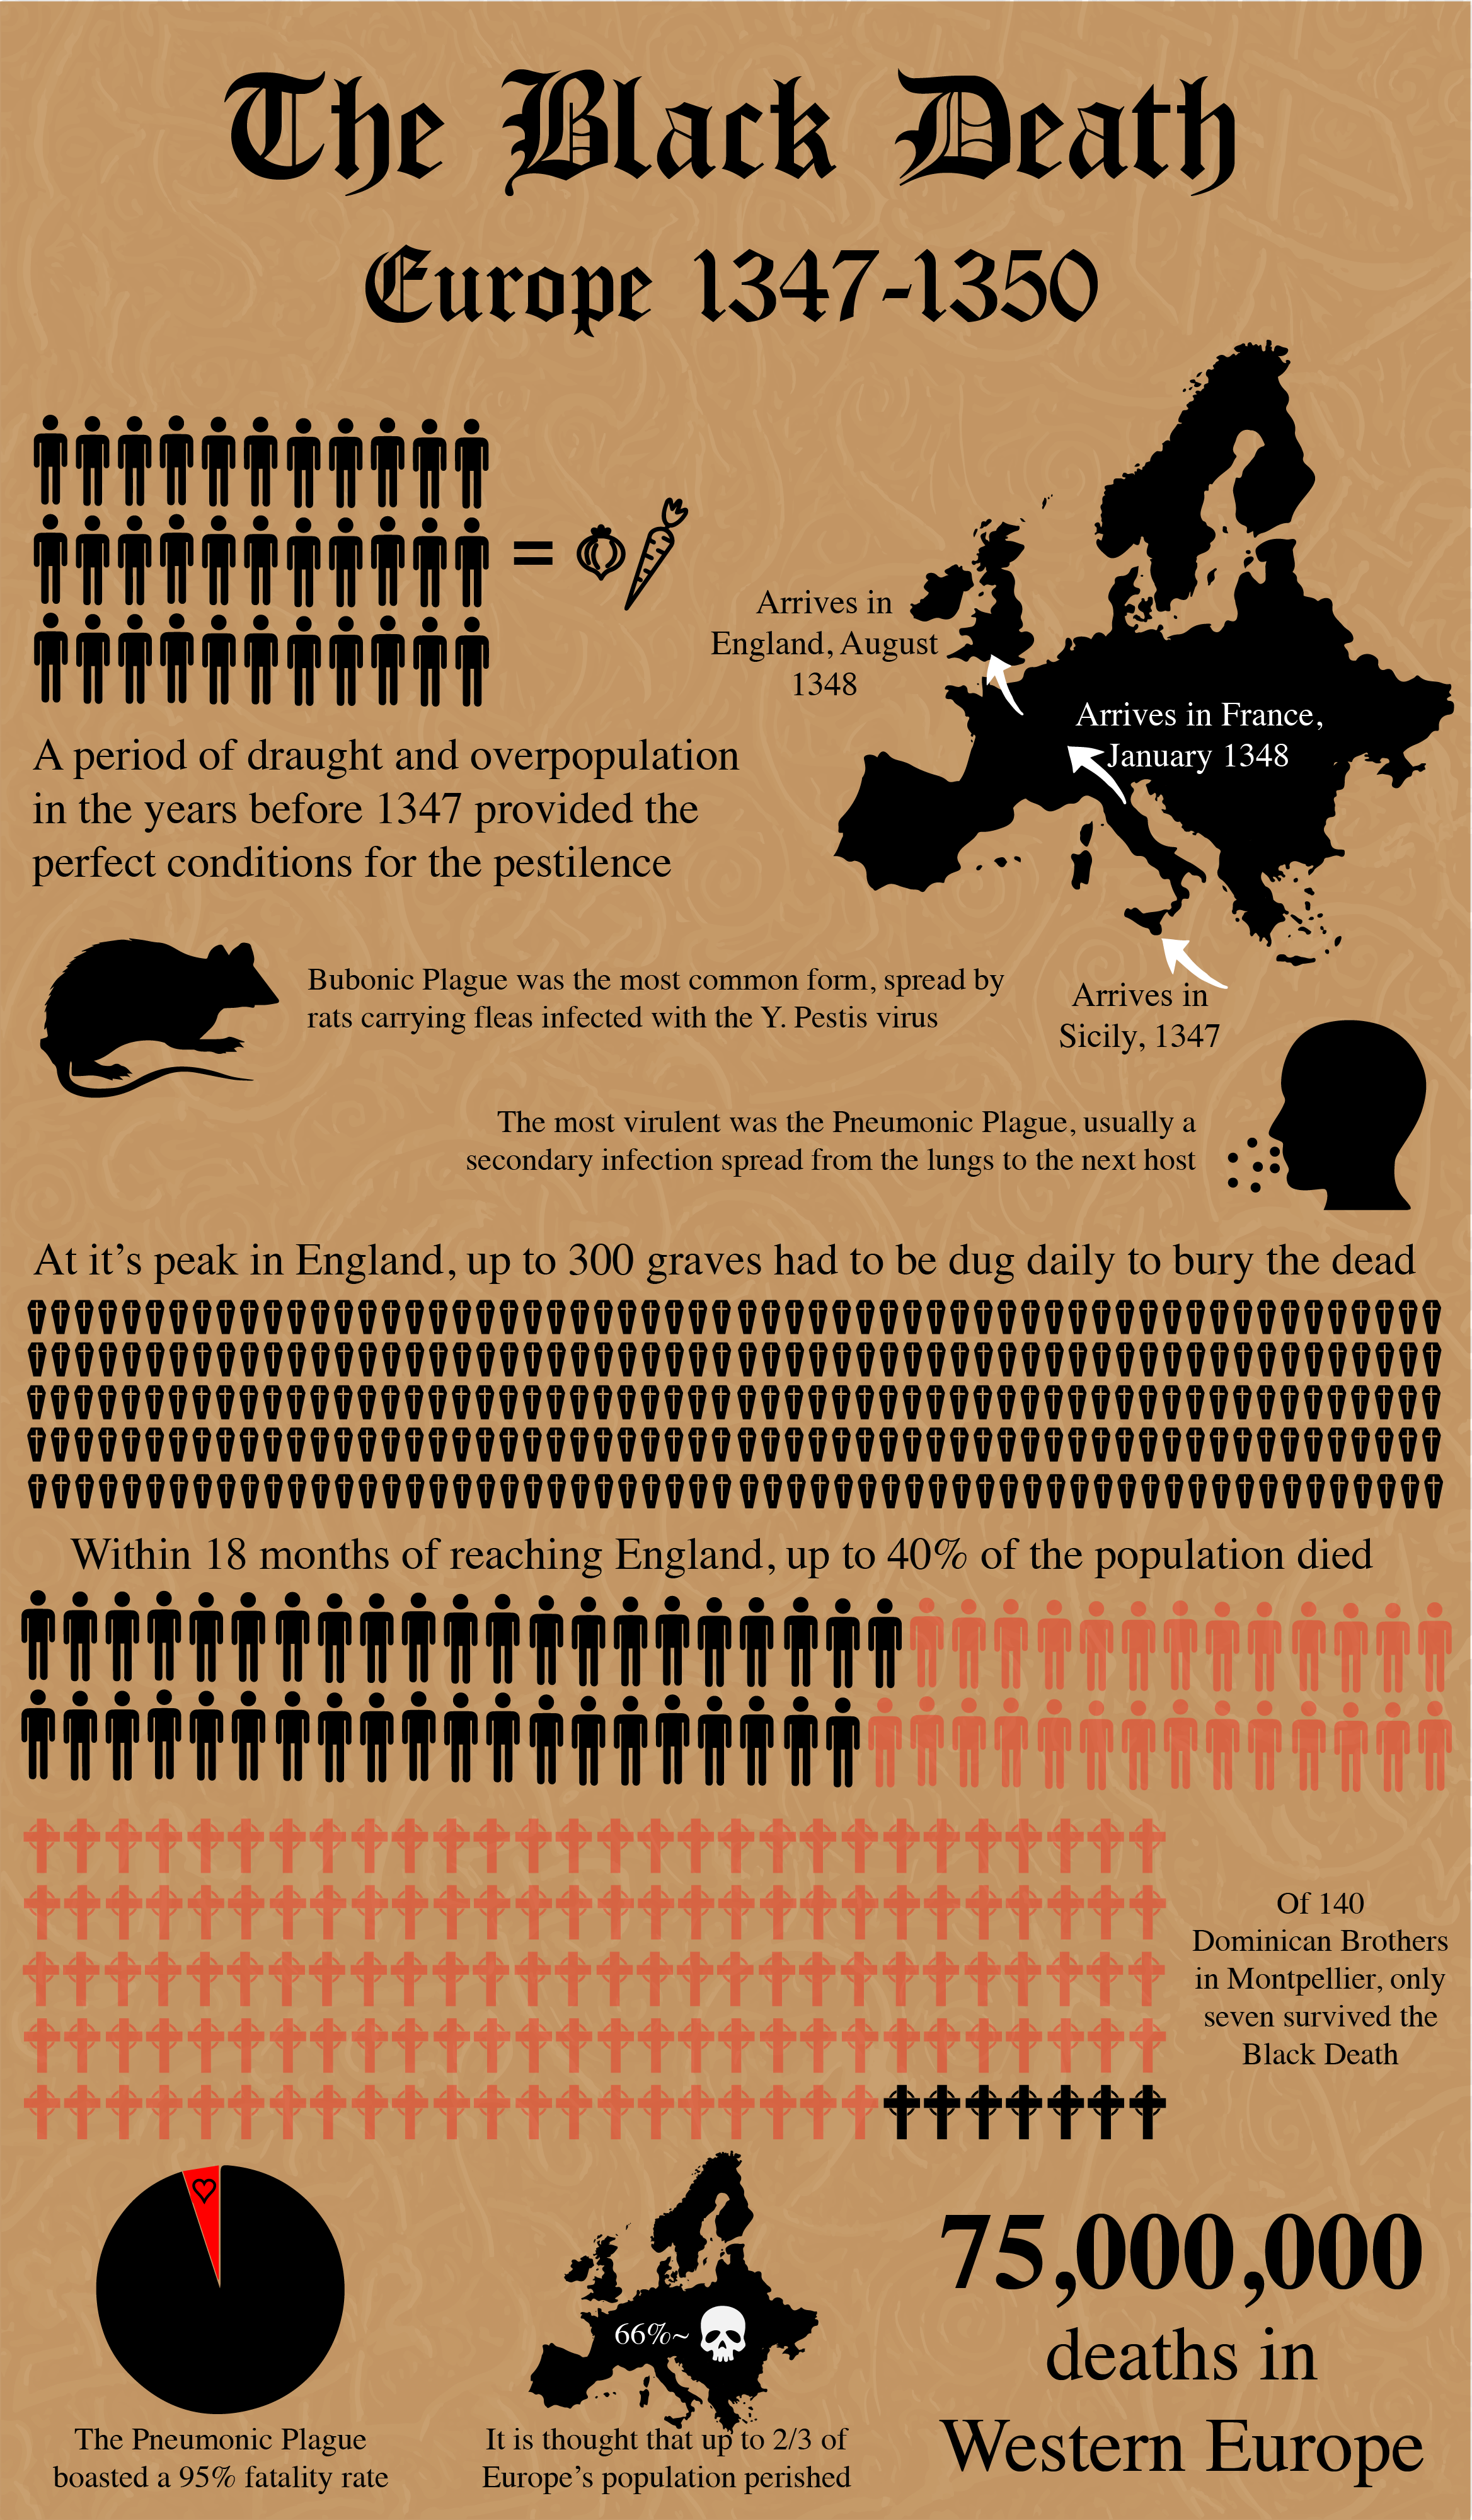 The Black Death
Europe 1347-1350
=
A period of draught and overpopulation
in the years before 1347 provided the
perfect conditions for the pestilence
Arrives in
England, August
1348
Arrives in France,
January 1348
Arrives in
Sicily, 1347
Bubonic Plague was the most common form, spread by
rats carrying fleas infected with the Y. Pestis virus
The most virulent was the Pneumonic Plague, usually a
secondary infection spread from the lungs to the next host
At it's peak in England, up to 300 graves had to be dug daily to bury the dead
Within 18 months of reaching England, up to 40% of the population died
Of 140
Dominican Brothers
in Montpellier, only
seven survived the
Black Death
The Pneumonic Plague
boasted a 95% fatality rate
66%~
It is thought that up to 2/3 of
Europe's population perished
75,000,000
deaths in
Western Europe